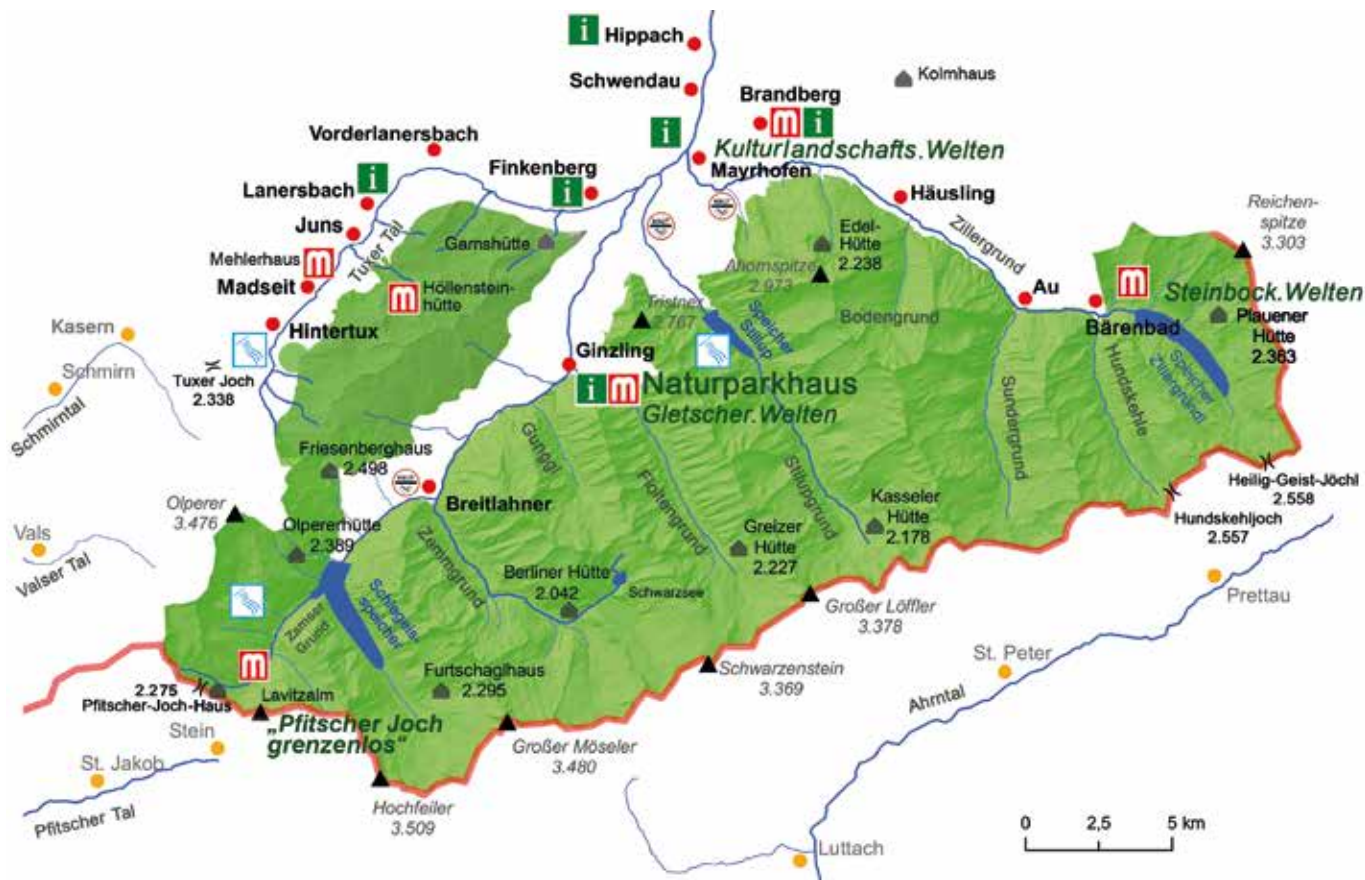 i
Hippach
Schwendau
Kolmhaus
Brandberg
m i
i
Kulturlandschafts.Welten
Mayrhofen
Vorderlanersbach
Finkenberg
i
Lanersbach
i
Juns
Mehlerhaus
m
Madseit
Tuxer Tal
Gamshütte
Höllenstein-
hütte
m
Hintertux
Tuxer Joch
2.338
Kasern
Schmirn
Schmirntal
Häusling
Zillergrund
Edel-
Hütte
2.238
Ahornspitze
2.973
Bodengrund
Reichen-
spitze
3.303
Au
m
Steinbock.Welten
Bärenbad
Plauener
Hütte
2.363
Speicher
Zillergründl
Hundskehle
Sundergrund
Tristner
2.767
Speicher
Stillup
Ginzling
i m
Naturparkhaus
Gletscher.Welten
Gunggl
Floitengrund
Stillupgrund
Friesenberghaus
2.498
Breitlahner
Olperer
3.476
Olpererhütte
2.389
Vals
Valser Tal
Zemmgrund
Berliner Hütte
2.042
Schwarzsee
Greizer
Hütte
2.227
Kasseler
Hütte
2.178
Heilig-Geist-Jöchl
2.558
Hundskehljoch
2.557
Prettau
Großer Löffler
3.378
St. Peter
Ahrntal
Schwarzenstein
3.369
Zamser
Grund
Schlegeis-
speicher
m
Lavitzalm
2.275
Pfitscher-Joch-Haus
Furtschaglhaus
2.295
„Pfitscher Joch
grenzenlos“
Stein
St. Jakob
Pfitscher Tal
Großer Möseler
3.480
Hochfeiler
3.509
Luttach
0 2,5 5 km